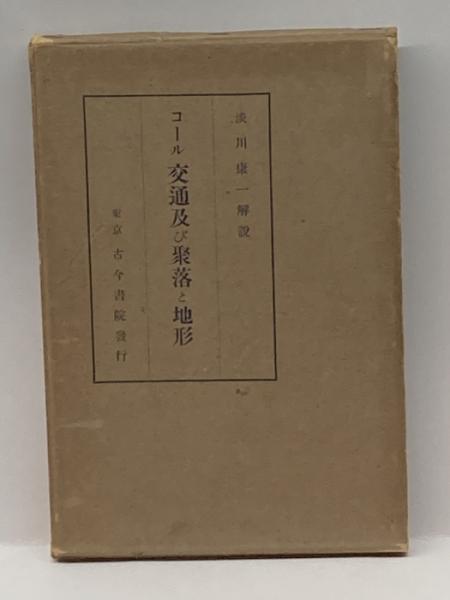 淡川康一解説
コール 交通及び聚落と地形
東京 古今書院發行